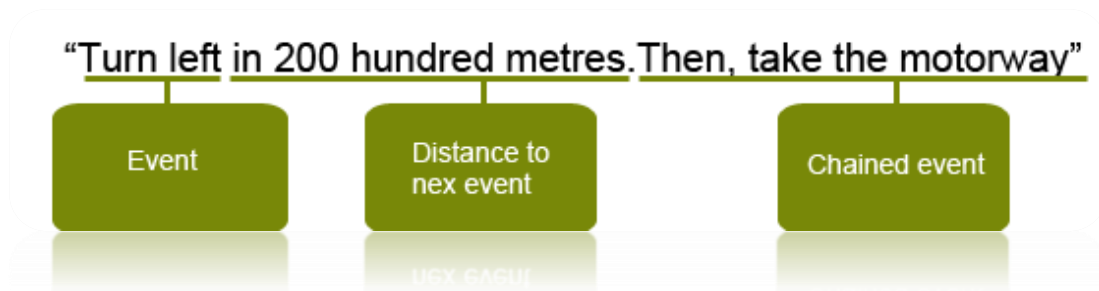 “Turn left in 200 hundred metres.Then, take the motorway”
Event
Distance to
nex event
Chained event